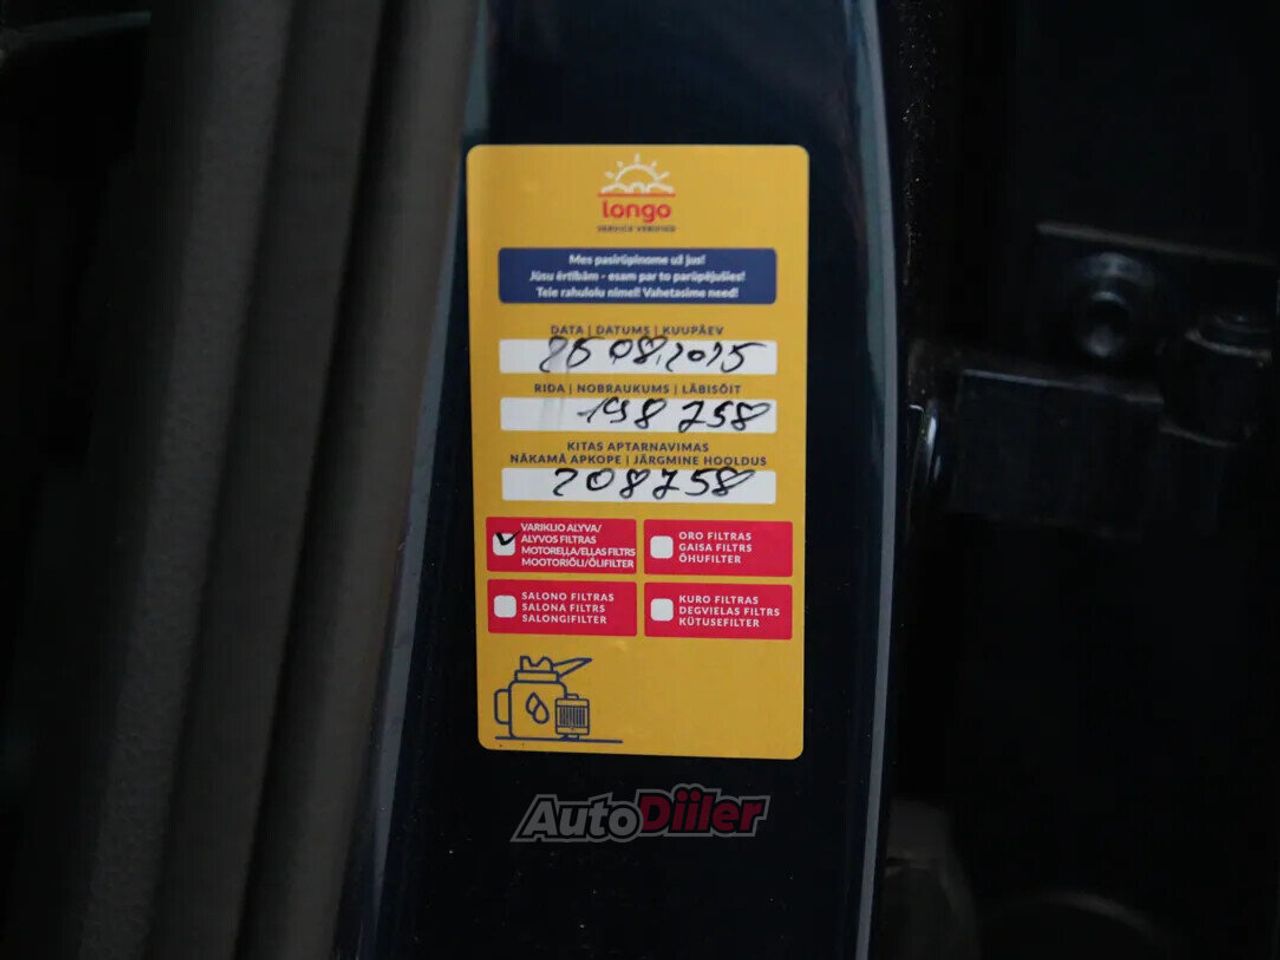 longo
SERVICE VERIFIED
Mes pasirūpinome už jus!
Jūsu ērtībām - esam par to parūpējušies!
Teie rahulolu nimel! Vahetasime need!
DATA | DATUMS | KUUPÄEV
26 08.2025
RIDA | NOBRAUKUMS | LÄBISÕIT
198 758
KITAS APTARNAVIMAS
NĀKAMĀ APKOPE | JÄRGMINE HOOLDUS
208758
VARIKLIO ALYVA/
ALYVOS FILTRAS
MOTOREĻĻA/EĻĻAS FILTRS
MOOTORIÕLI/ÕLIFILTER
ORO FILTRAS
GAISA FILTRS
ÕHUFILTER
SALONO FILTRAS
SALONA FILTRS
SALONGIFILTER
KURO FILTRAS
DEGVIELAS FILTRS
KÜTUSEFILTER
AutoDiiler